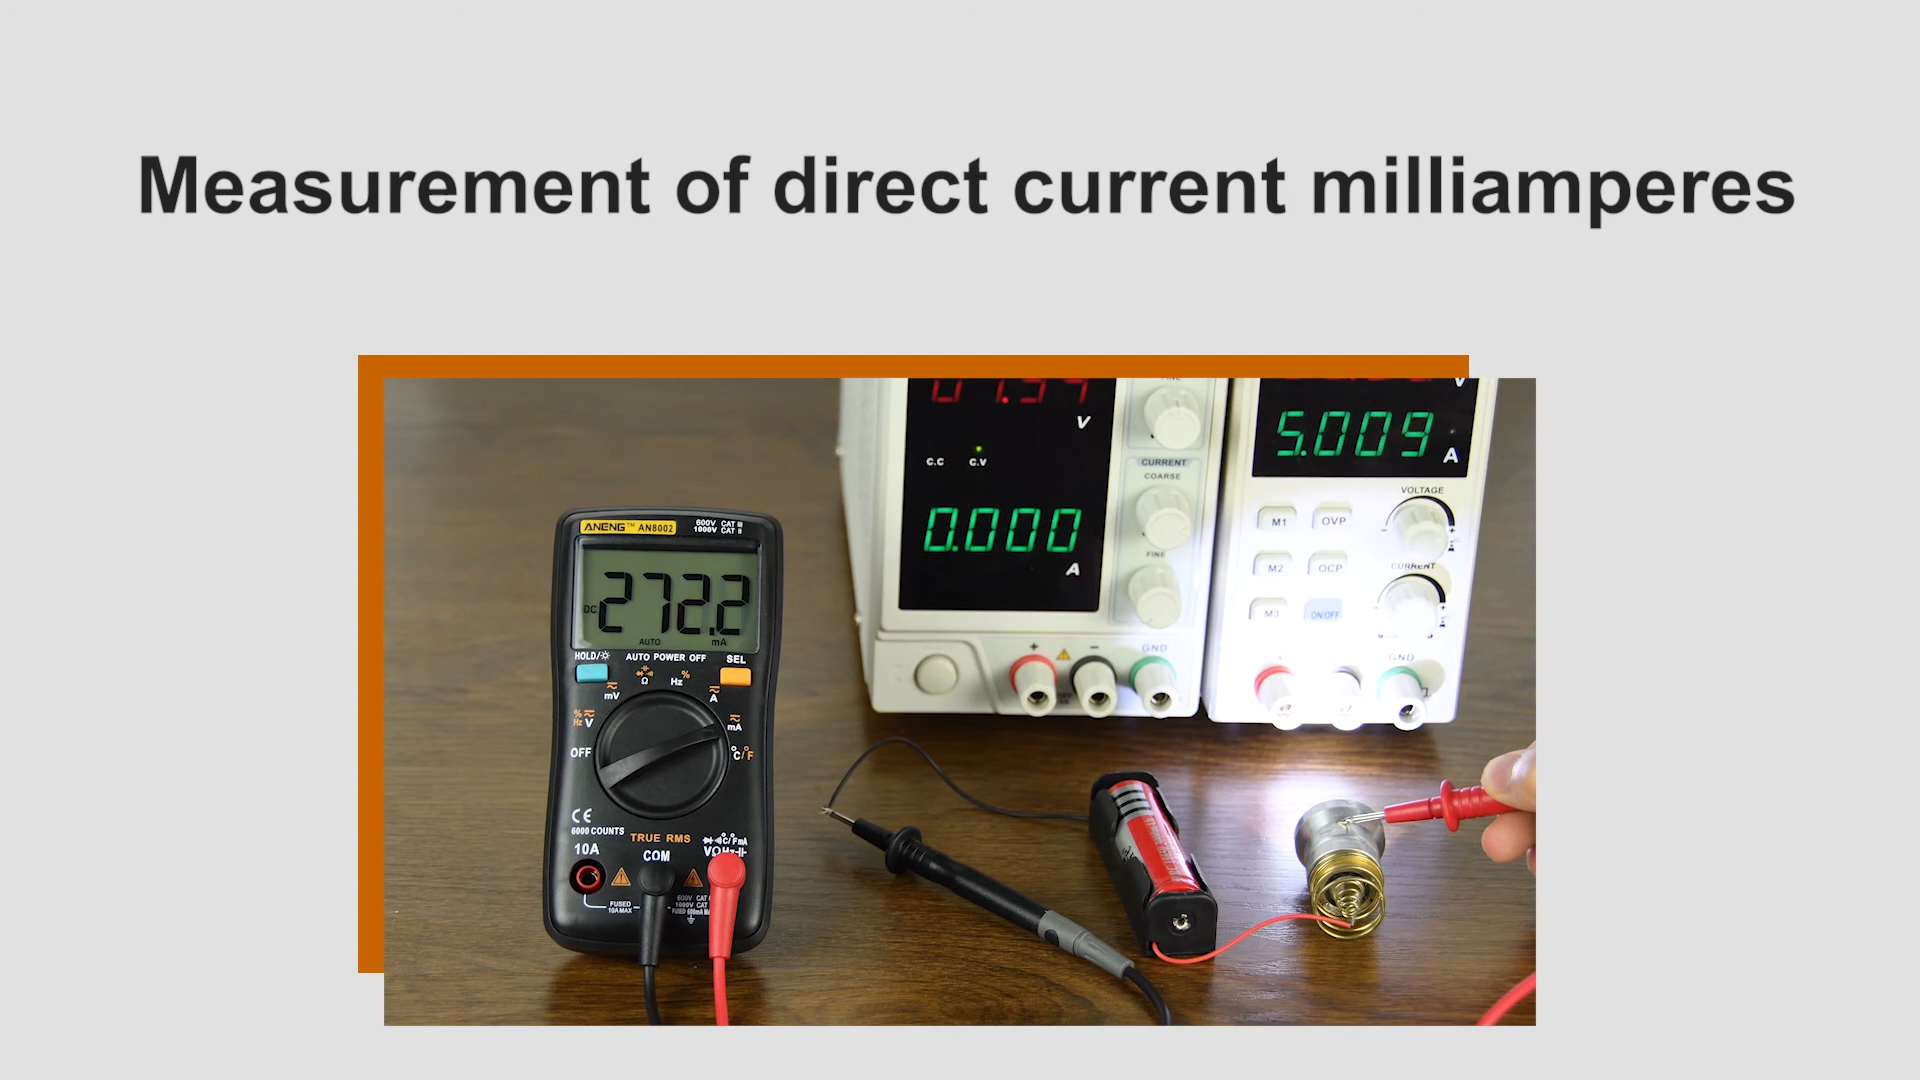 Measurement of direct current milliamperes
V
C.C C.V
0.000
A
CURRENT
COARSE
FINE
+ - GND
V
5.009
A
VOLTAGE
M1 OVP
M2 OCP
CURRENT
M3 ON/OFF
GND
ANENG™ AN8002
600V CAT III
1000V CAT II
DC 272.2
AUTO mA
HOLD/ AUTO POWER OFF SEL
Ω Hz %
mV A
% Hz V mA
OFF °C/°F
CE
6000 COUNTS
TRUE RMS
10A COM
FUSED
10A MAX